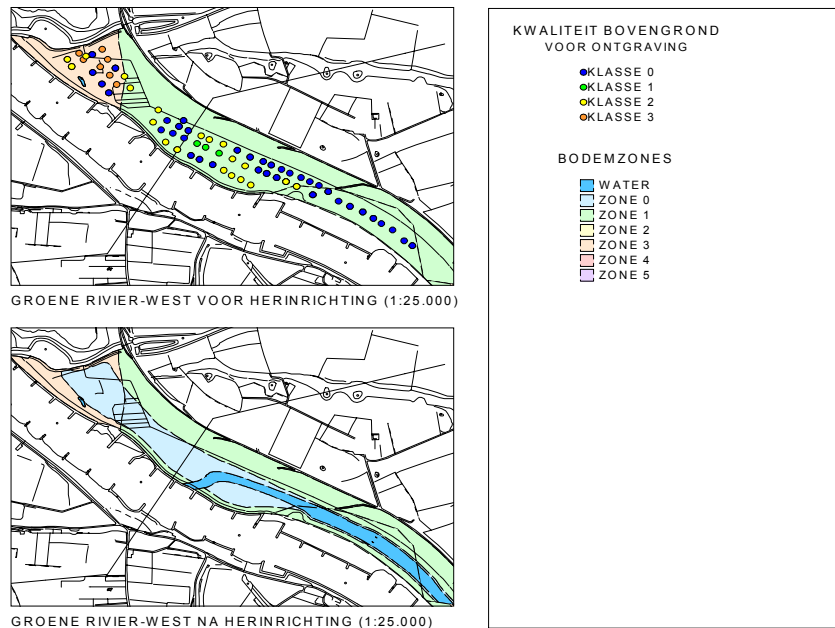 GROENE RIVIER-WEST VOOR HERINRICHTING (1:25.000)
GROENE RIVIER-WEST NA HERINRICHTING (1:25.000)
KWALITEIT BOVENGROND
VOOR ONTGRAVING
KLASSE 0
KLASSE 1
KLASSE 2
KLASSE 3
BODEMZONES
WATER
ZONE 0
ZONE 1
ZONE 2
ZONE 3
ZONE 4
ZONE 5